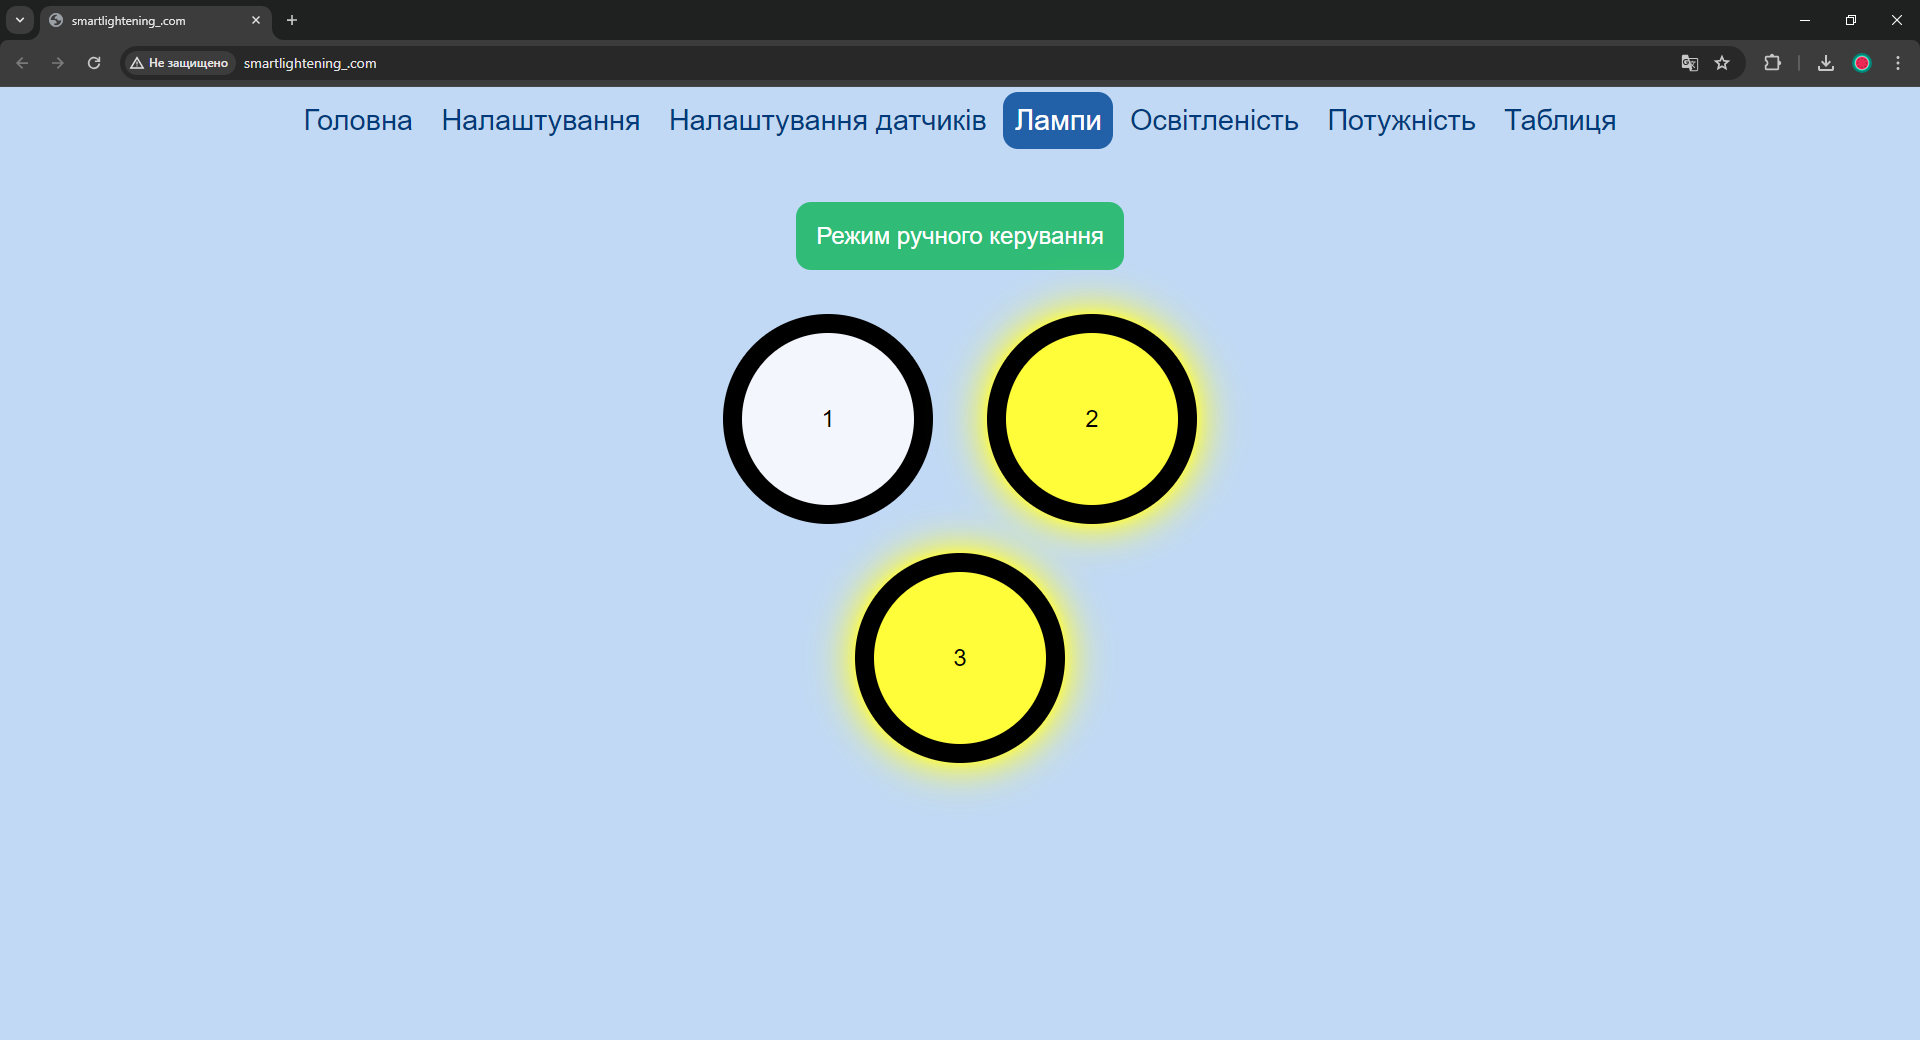 smartlightening_.com
Не защищено smartlightening_.com
Головна Налаштування Налаштування датчиків Лампи Освітленість Потужність Таблиця
Режим ручного керування
1 2
3